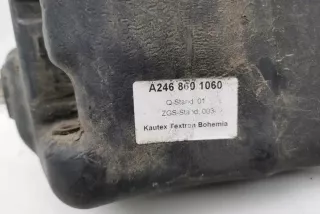 A246 860 1060
Q-Stand: 01
ZGS-Stand: 003
Kautex Textron Bohemia